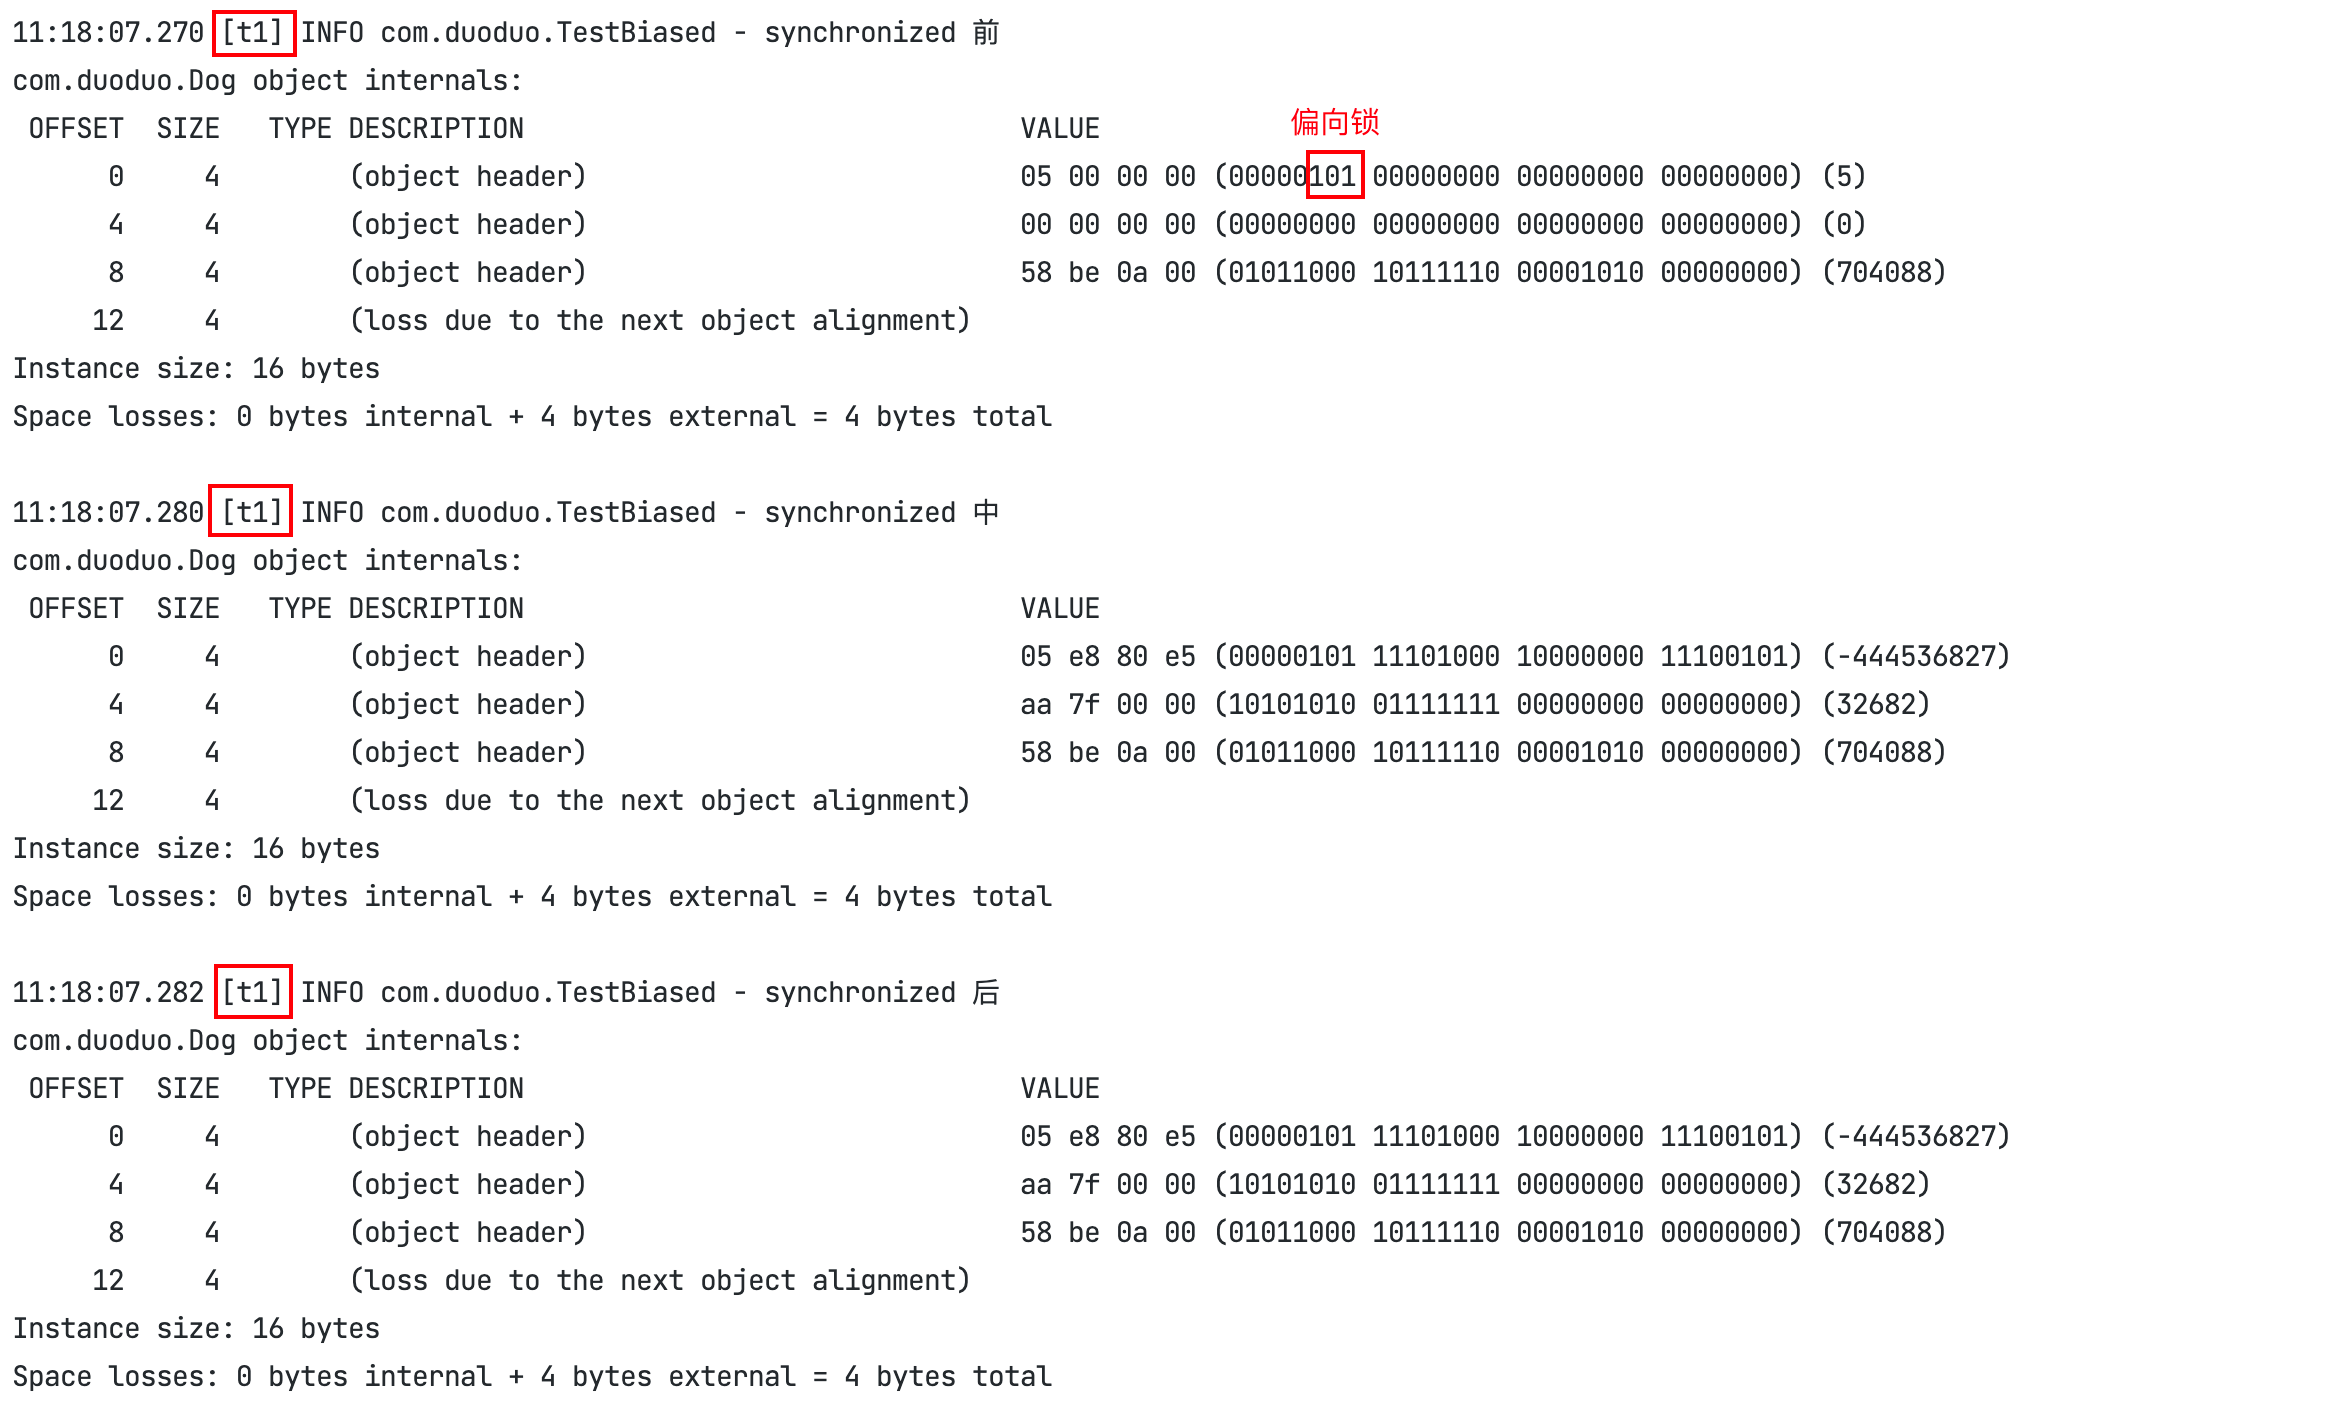 11:18:07.270 [t1] INFO com.duoduo.TestBiased - synchronized 前
com.duoduo.Dog object internals:
 OFFSET  SIZE   TYPE DESCRIPTION                               VALUE
偏向锁
      0     4        (object header)                           05 00 00 00 (00000101 00000000 00000000 00000000) (5)
      4     4        (object header)                           00 00 00 00 (00000000 00000000 00000000 00000000) (0)
      8     4        (object header)                           58 be 0a 00 (01011000 10111110 00001010 00000000) (704088)
     12     4        (loss due to the next object alignment)
Instance size: 16 bytes
Space losses: 0 bytes internal + 4 bytes external = 4 bytes total
11:18:07.280 [t1] INFO com.duoduo.TestBiased - synchronized 中
com.duoduo.Dog object internals:
 OFFSET  SIZE   TYPE DESCRIPTION                               VALUE
      0     4        (object header)                           05 e8 80 e5 (00000101 11101000 10000000 11100101) (-444536827)
      4     4        (object header)                           aa 7f 00 00 (10101010 01111111 00000000 00000000) (32682)
      8     4        (object header)                           58 be 0a 00 (01011000 10111110 00001010 00000000) (704088)
     12     4        (loss due to the next object alignment)
Instance size: 16 bytes
Space losses: 0 bytes internal + 4 bytes external = 4 bytes total
11:18:07.282 [t1] INFO com.duoduo.TestBiased - synchronized 后
com.duoduo.Dog object internals:
 OFFSET  SIZE   TYPE DESCRIPTION                               VALUE
      0     4        (object header)                           05 e8 80 e5 (00000101 11101000 10000000 11100101) (-444536827)
      4     4        (object header)                           aa 7f 00 00 (10101010 01111111 00000000 00000000) (32682)
      8     4        (object header)                           58 be 0a 00 (01011000 10111110 00001010 00000000) (704088)
     12     4        (loss due to the next object alignment)
Instance size: 16 bytes
Space losses: 0 bytes internal + 4 bytes external = 4 bytes total